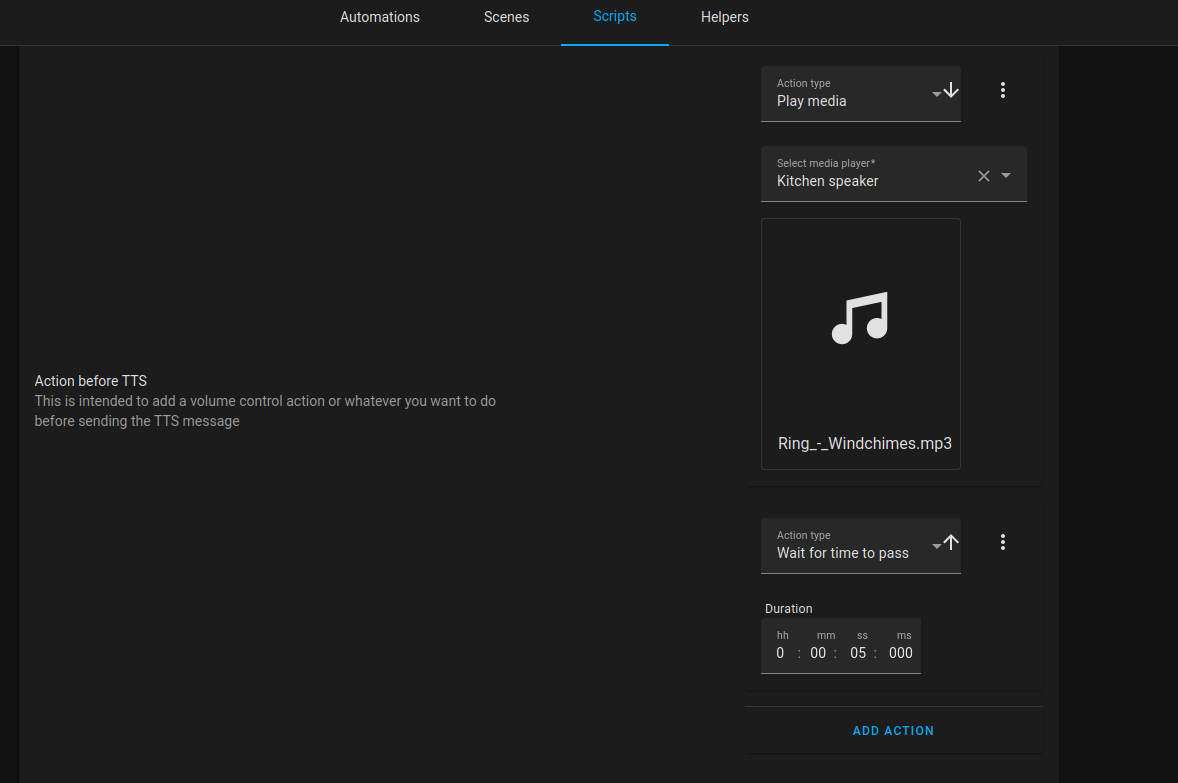 Automations Scenes Scripts Helpers
Action type
Play media
Select media player*
Kitchen speaker
Ring_-_Windchimes.mp3
Action before TTS
This is intended to add a volume control action or whatever you want to do
before sending the TTS message
Action type
Wait for time to pass
Duration
hh mm ss ms
0 : 00 : 05 : 000
ADD ACTION